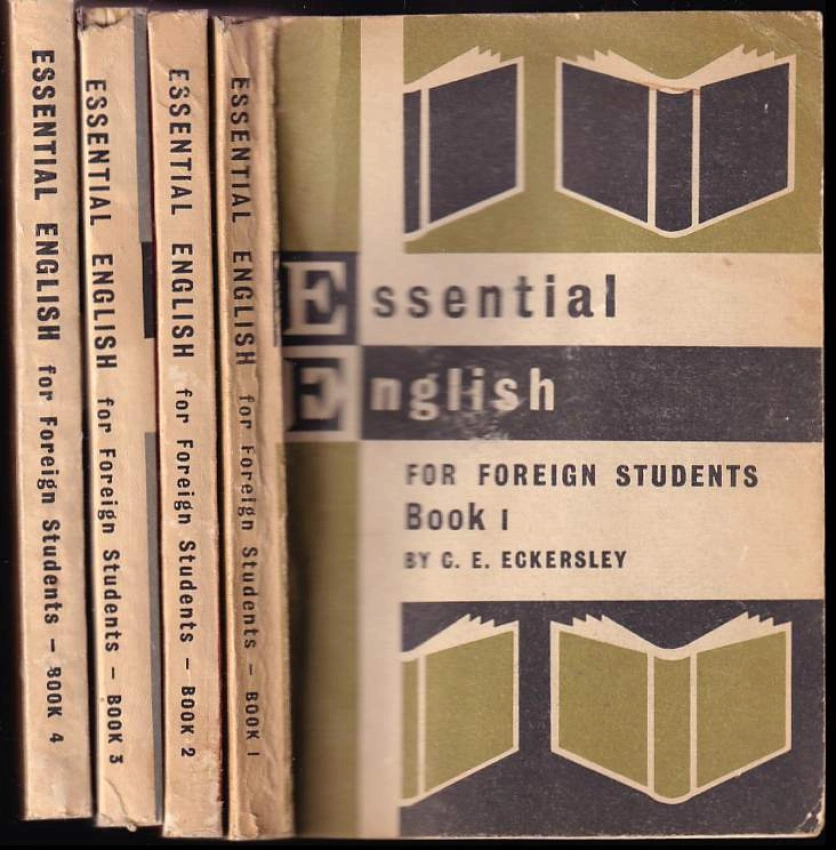 ESSENTIAL ENGLISH for Foreign Students – BOOK 4
ESSENTIAL ENGLISH for Foreign Students – BOOK 3
ESSENTIAL ENGLISH for Foreign Students – BOOK 2
ESSENTIAL ENGLISH for Foreign Students – BOOK 1
Essential
English
FOR FOREIGN STUDENTS
Book 1
BY C. E. ECKERSLEY